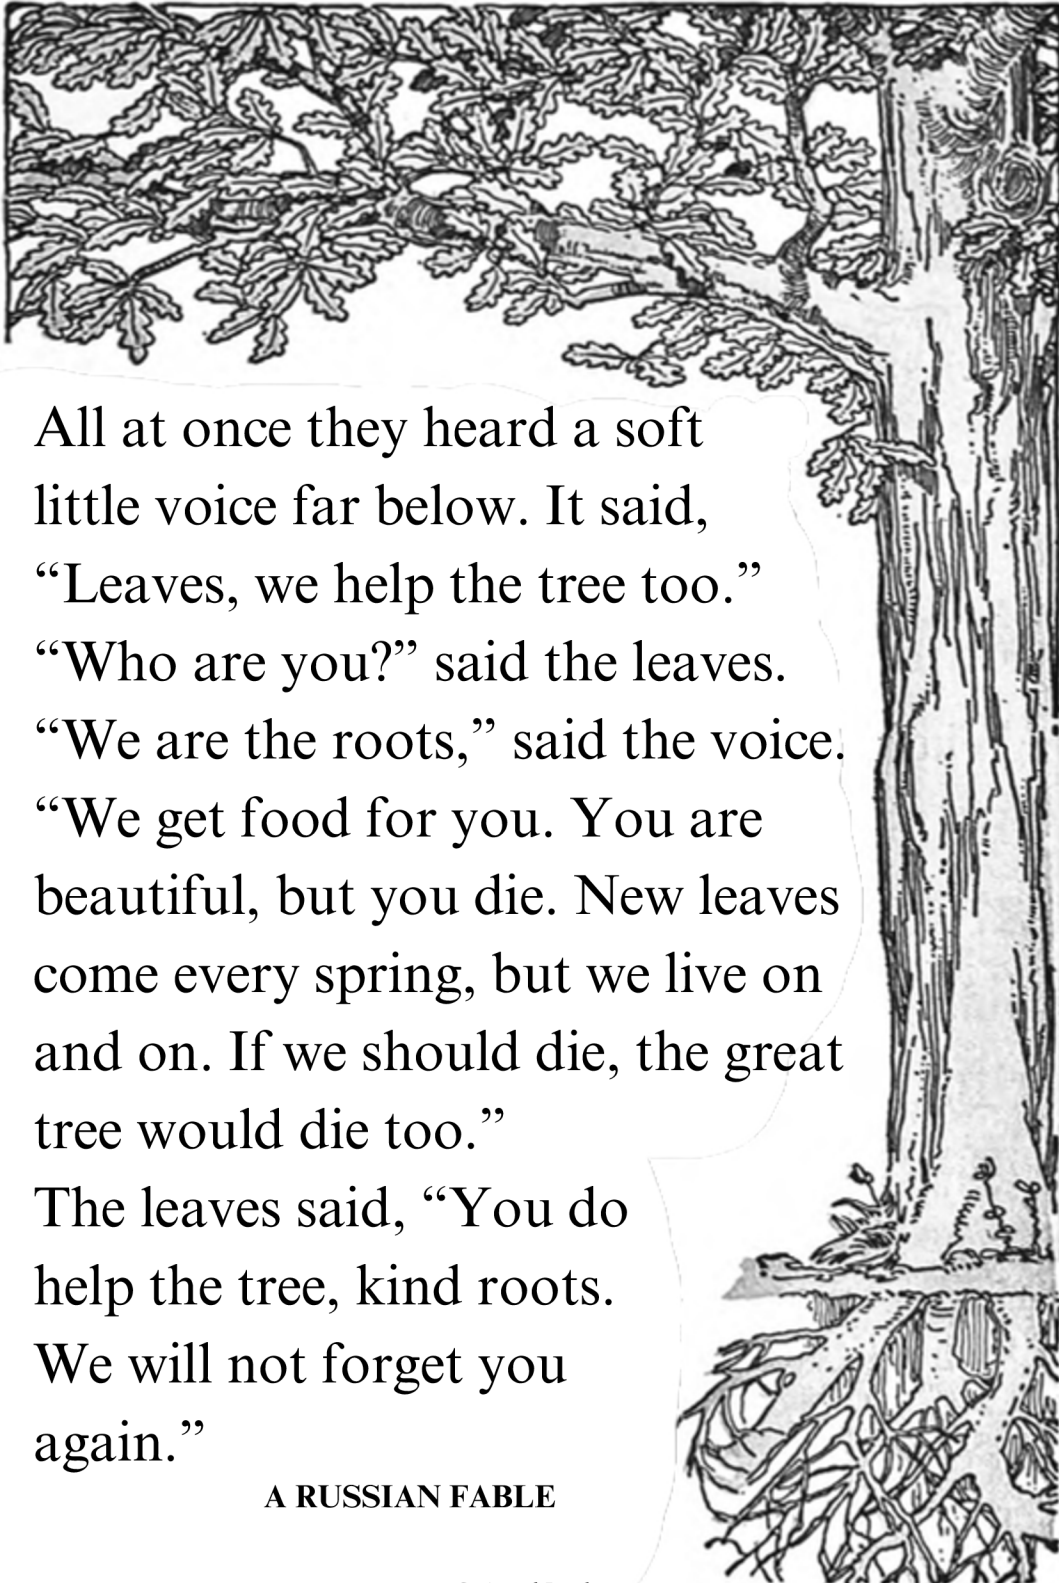 All at once they heard a soft
little voice far below. It said,
“Leaves, we help the tree too.”
“Who are you?” said the leaves.
“We are the roots,” said the voice.
“We get food for you. You are
beautiful, but you die. New leaves
come every spring, but we live on
and on. If we should die, the great
tree would die too.”
The leaves said, “You do
help the tree, kind roots.
We will not forget you
again.”
A RUSSIAN FABLE